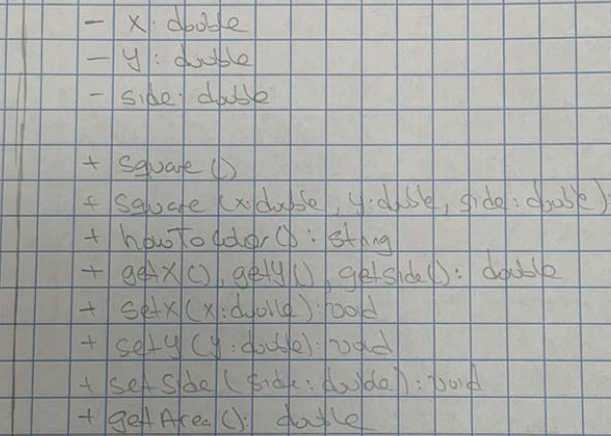 - x: double
- y: double
- side: double
+ square ()
+ square (x:double, y:double, side:double)
+ howToColor(): string
+ getX(), getY(), getSide(): double
+ setX(x:double): void
+ setY(y:double): void
+ setSide(side:double): void
+ getArea(): double